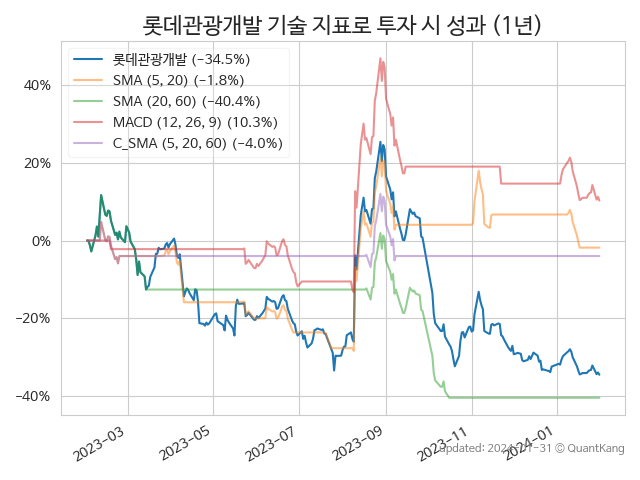 롯데관광개발 기술 지표로 투자 시 성과 (1년)
롯데관광개발 (−34.5%)
SMA (5, 20) (−1.8%)
SMA (20, 60) (−40.4%)
MACD (12, 26, 9) (10.3%)
C_SMA (5, 20, 60) (−4.0%)
40%
20%
0%
−20%
−40%
2023-03
2023-05
2023-07
2023-09
2023-11
2024-01
updated: 2024-01-31 © QuantKang